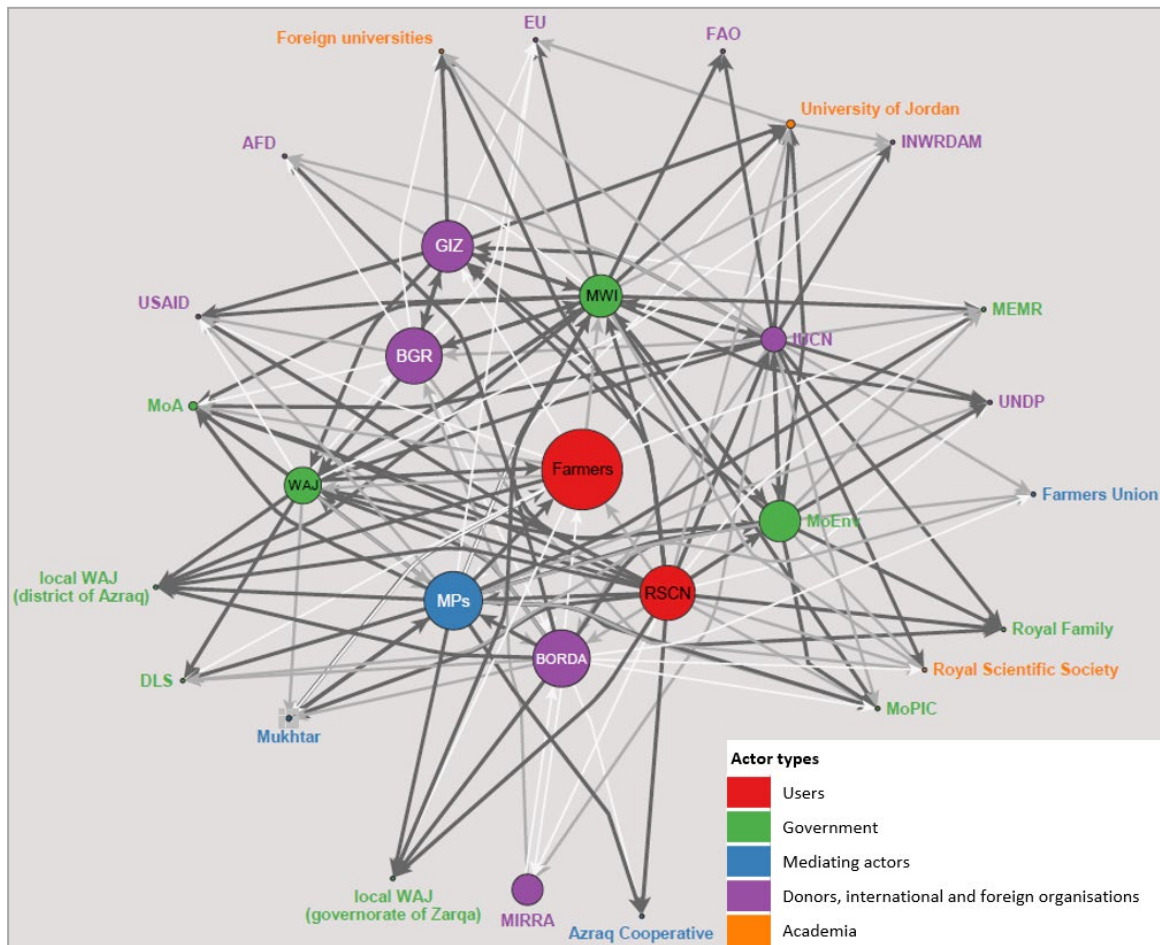 EU
Foreign universities
FAO
University of Jordan
INWRDAM
AFD
GIZ
MWI
USAID
MEMR
IUCN
BGR
MoA
UNDP
Farmers
WAJ
Farmers Union
MoEnv
local WAJ
(district of Azraq)
MPs
RSCN
Royal Family
BORDA
Royal Scientific Society
DLS
MoPIC
Mukhtar
Actor types
Users
Government
Mediating actors
Donors, international and foreign organisations
Academia
local WAJ
(governorate of Zarqa)
MIRRA
Azraq Cooperative